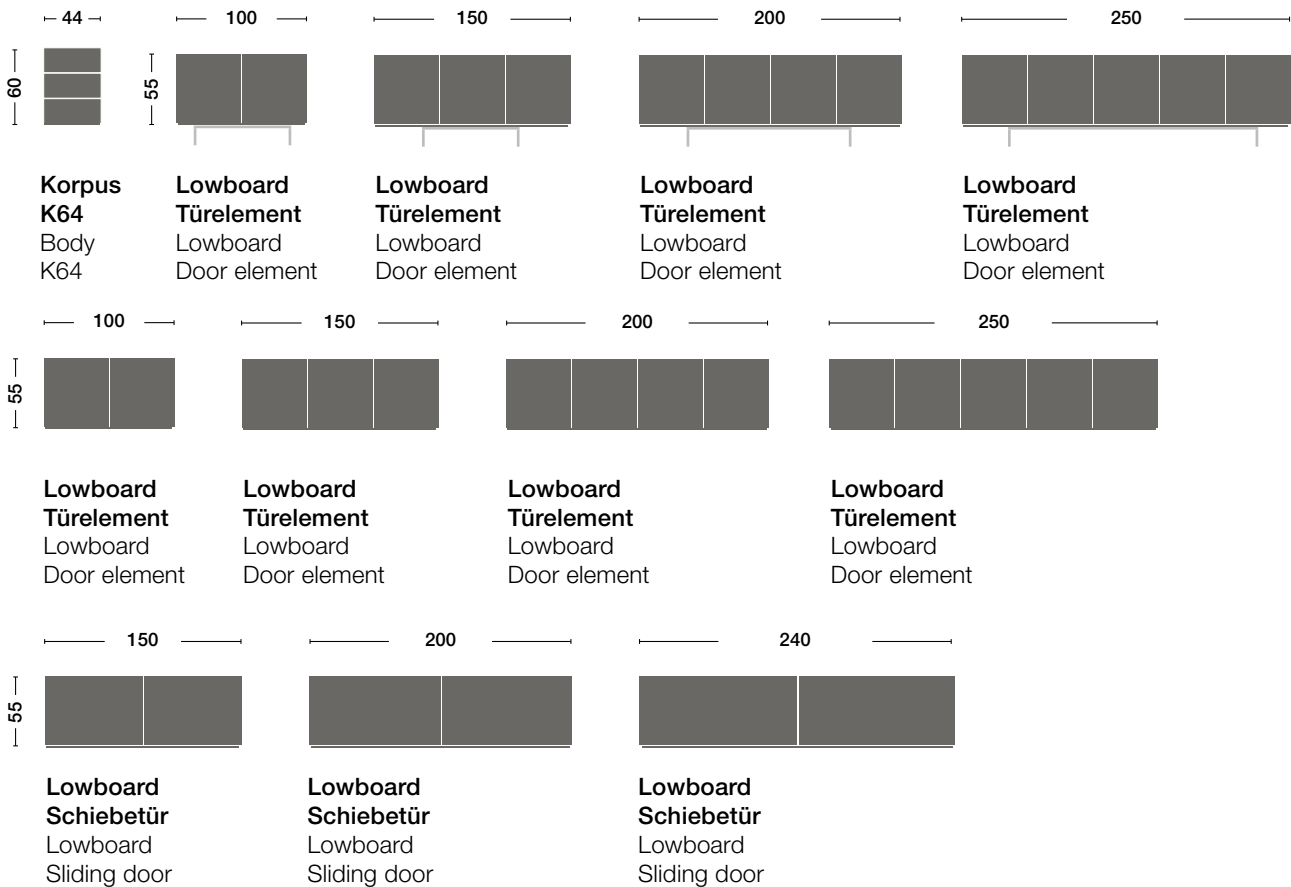 44
100
150
200
250
60
55
Korpus
K64
Body
K64
Lowboard
Türelement
Lowboard
Door element
Lowboard
Türelement
Lowboard
Door element
Lowboard
Türelement
Lowboard
Door element
Lowboard
Türelement
Lowboard
Door element
100
150
200
250
55
Lowboard
Türelement
Lowboard
Door element
Lowboard
Türelement
Lowboard
Door element
Lowboard
Türelement
Lowboard
Door element
Lowboard
Türelement
Lowboard
Door element
150
200
240
55
Lowboard
Schiebetür
Lowboard
Sliding door
Lowboard
Schiebetür
Lowboard
Sliding door
Lowboard
Schiebetür
Lowboard
Sliding door